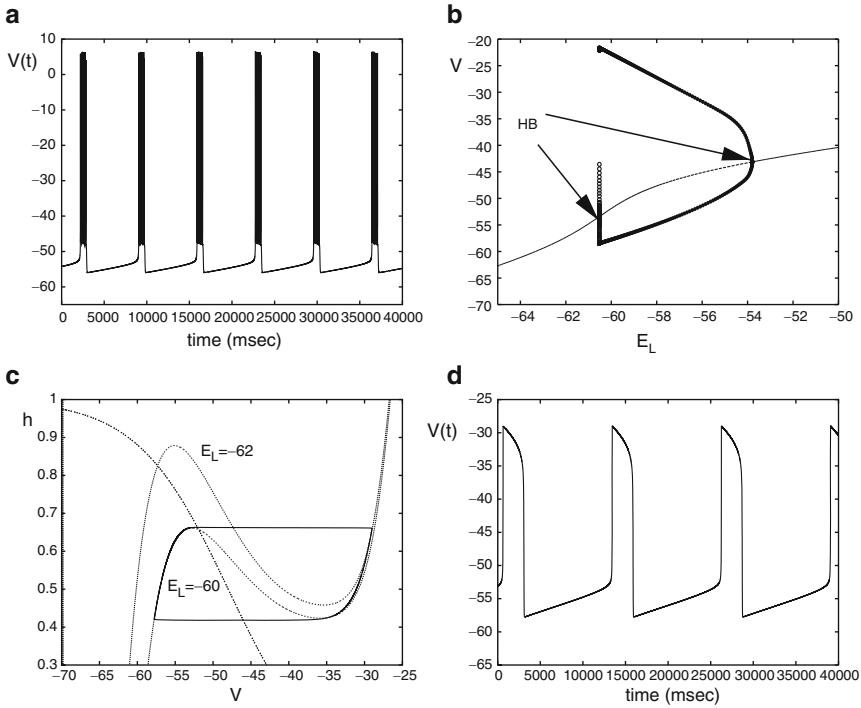 a
V(t)
10
0
−10
−20
−30
−40
−50
−60
0 5000 10000 15000 20000 25000 30000 35000 40000
time (msec)
b
V
−20
−25
−30
−35
−40
−45
−50
−55
−60
−65
−70
HB
−64 −62 −60 −58 −56 −54 −52 −50
E_L
c
h
1
0.9
0.8
0.7
0.6
0.5
0.4
0.3
E_L=−62
E_L=−60
−70 −65 −60 −55 −50 −45 −40 −35 −30 −25
V
d
V(t)
−25
−30
−35
−40
−45
−50
−55
−60
−65
0 5000 10000 15000 20000 25000 30000 35000 40000
time (msec)